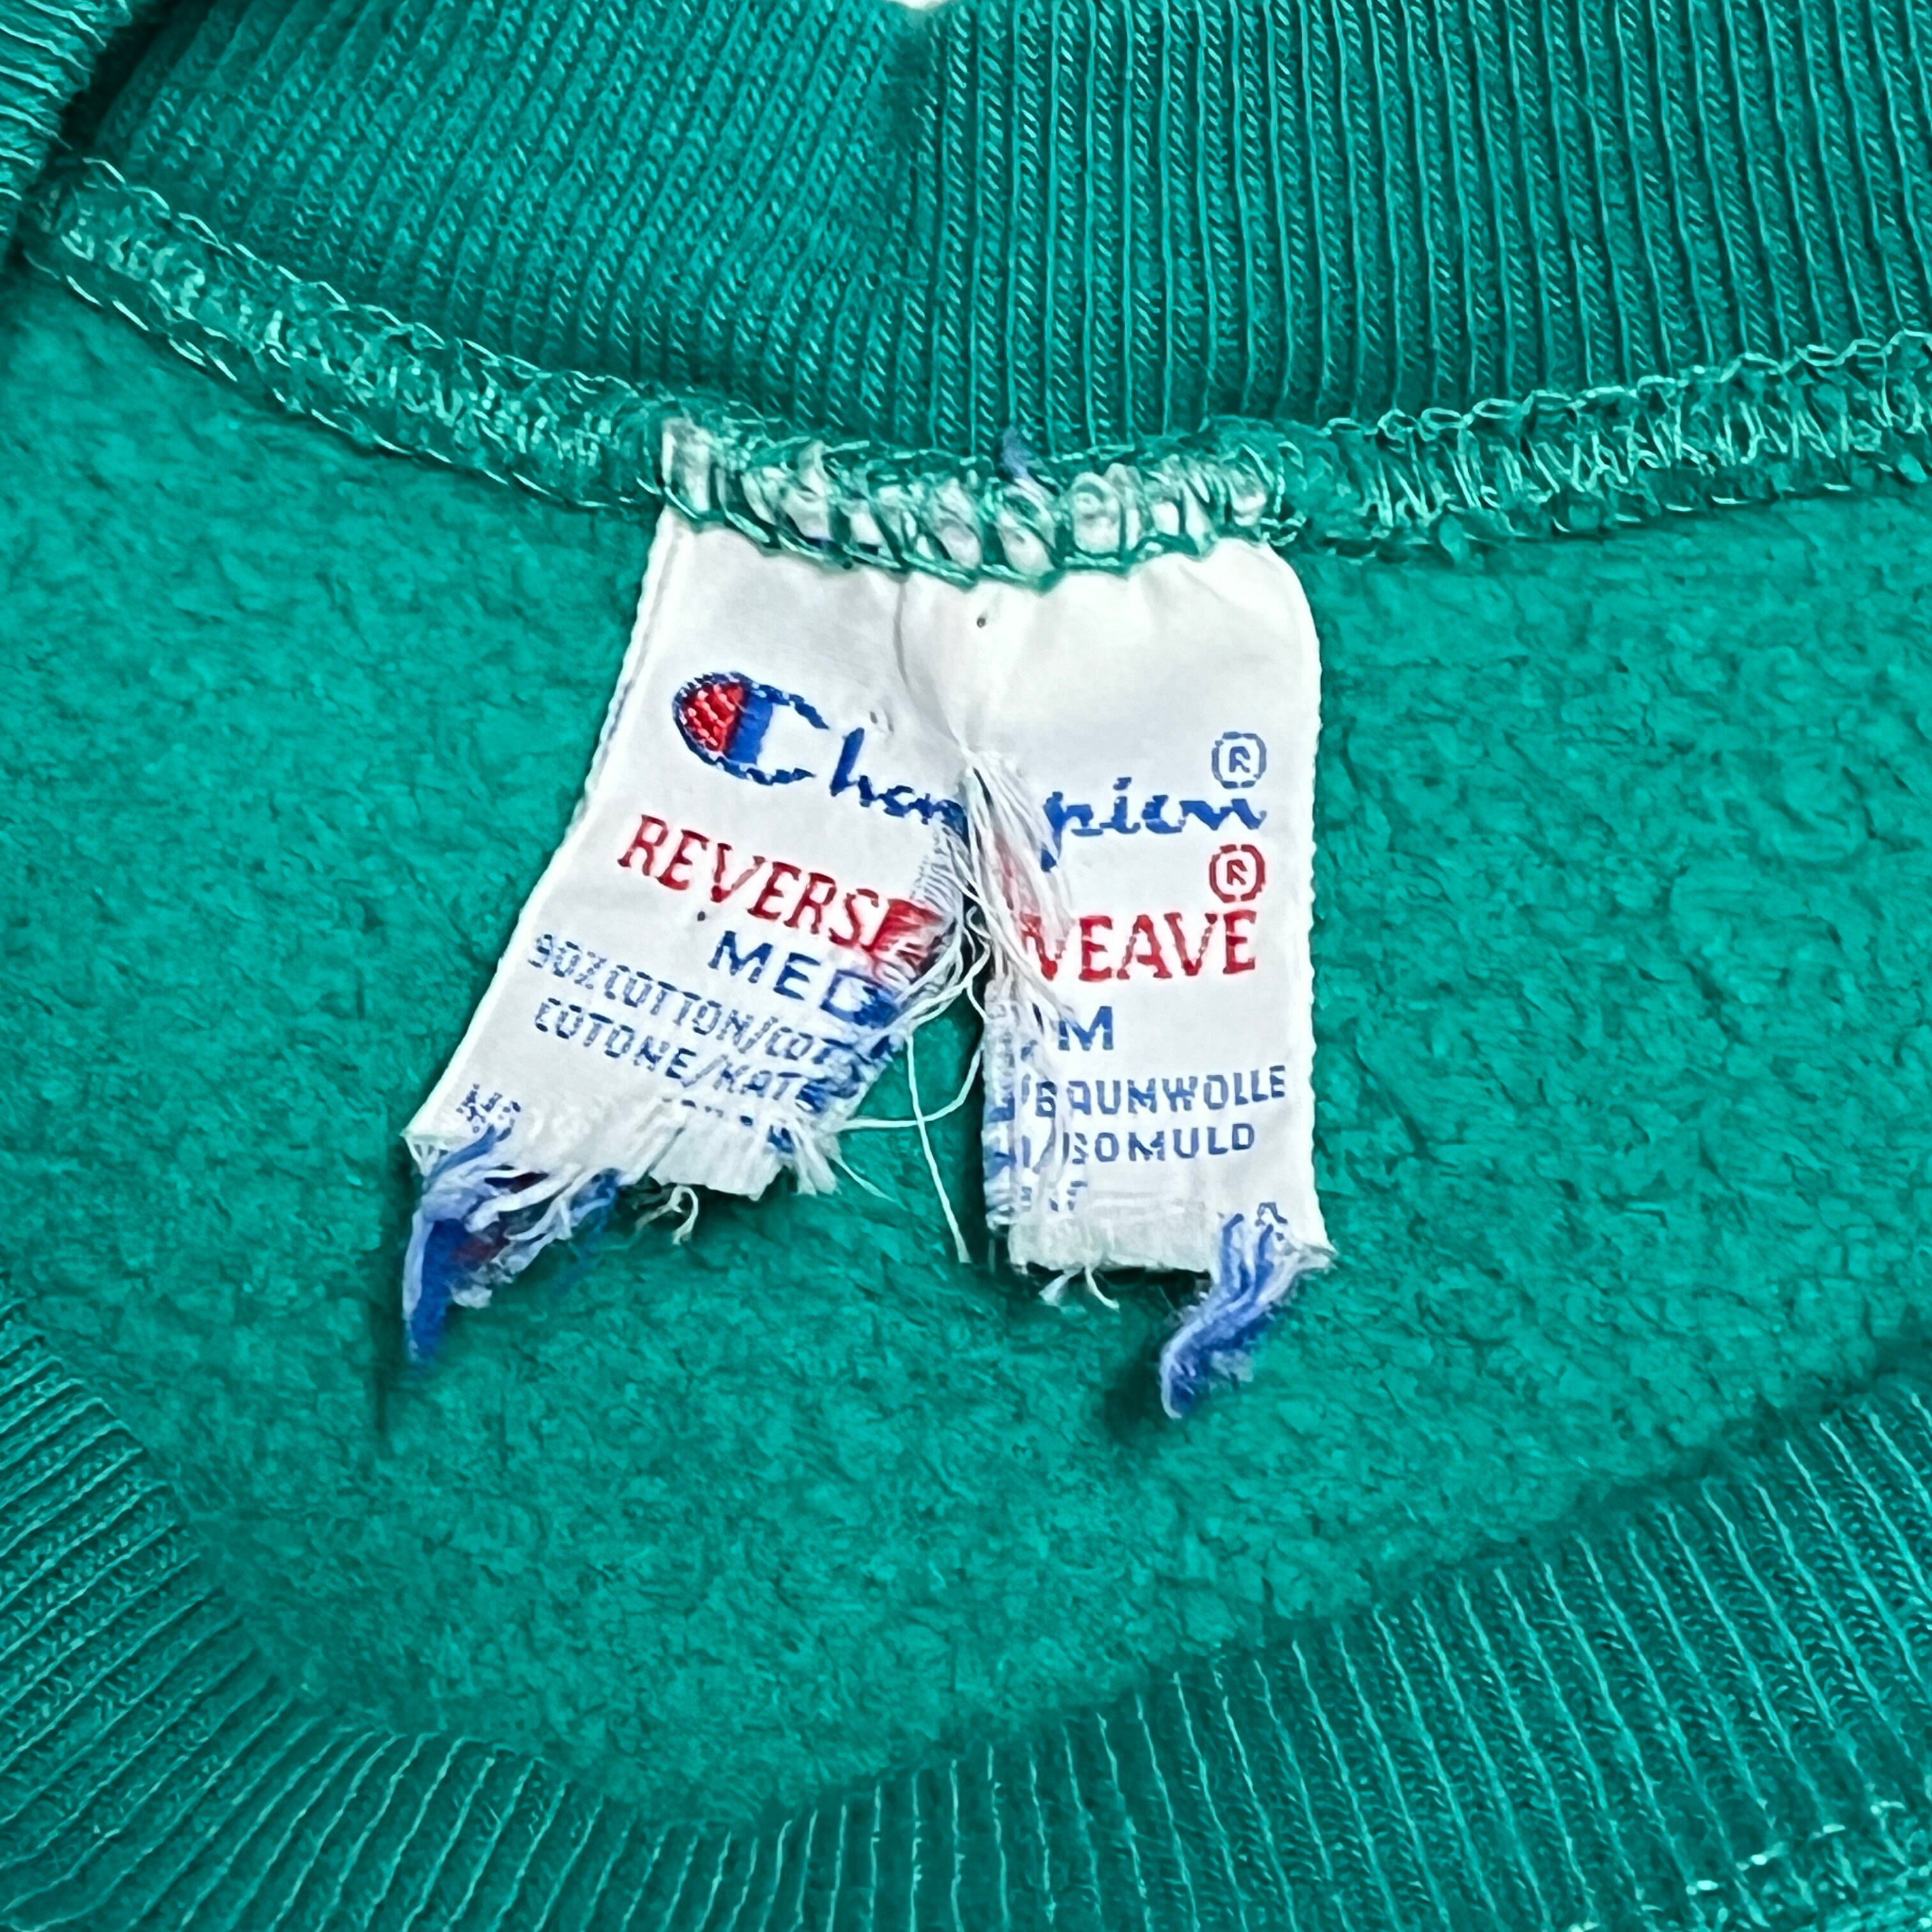 Champion ®
®
REVERSE WEAVE
MED M
90% COTTON/CO /BAUMWOLLE
COTONE/KAT /BOMULD